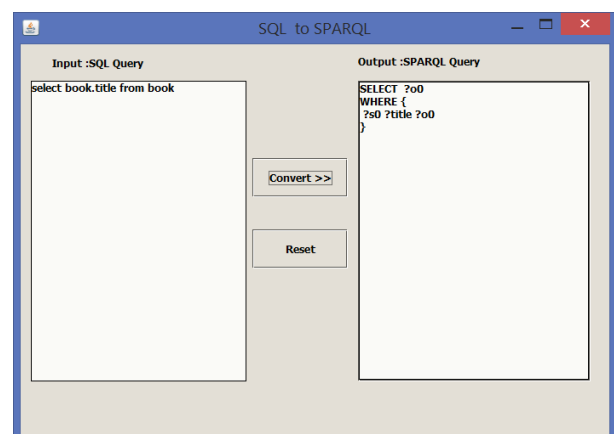 SQL to SPARQL
Input :SQL Query
Output :SPARQL Query
select book.title from book
SELECT ?o0
WHERE {
?s0 ?title ?o0
}
Convert >>
Reset